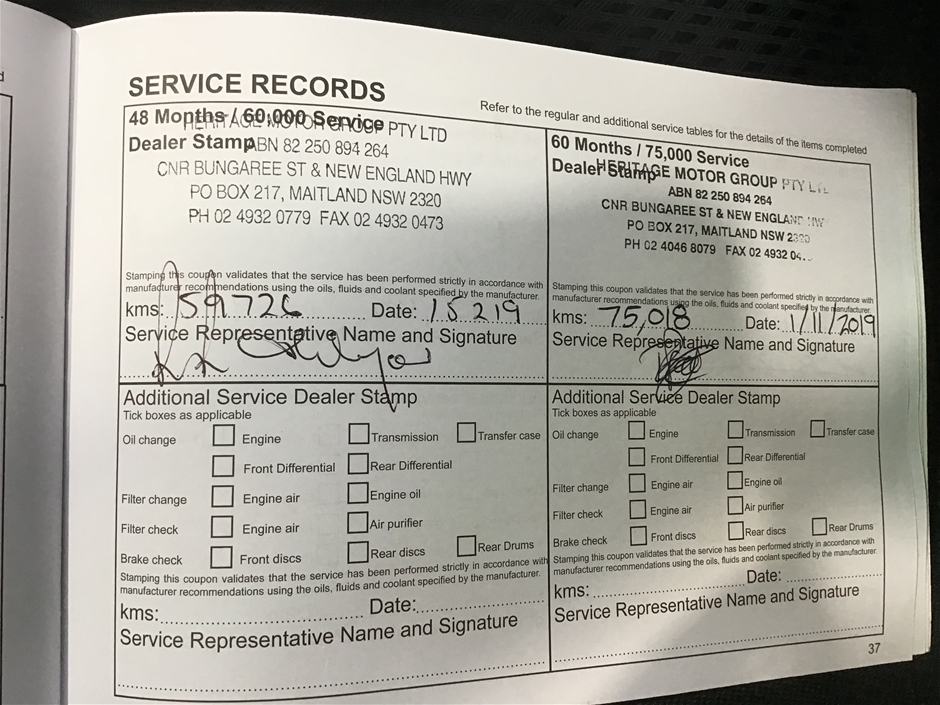 SERVICE RECORDS
Refer to the regular and additional service tables for the details of the items completed
48 Months / 60,000 Service
HERITAGE MOTOR GROUP PTY LTD
Dealer Stamp
ABN 82 250 894 264
CNR BUNGAREE ST & NEW ENGLAND HWY
PO BOX 217, MAITLAND NSW 2320
PH 02 4932 0779 FAX 02 4932 0473
Stamping this coupon validates that the service has been performed strictly in accordance with
manufacturer recommendations using the oils, fluids and coolant specified by the manufacturer.
kms: 59726 Date: 1.5.219
Service Representative Name and Signature
Additional Service Dealer Stamp
Tick boxes as applicable
Oil change Engine Transmission Transfer case
Front Differential Rear Differential
Filter change Engine air Engine oil
Filter check Engine air Air purifier
Brake check Front discs Rear discs Rear Drums
Stamping this coupon validates that the service has been performed strictly in accordance with
manufacturer recommendations using the oils, fluids and coolant specified by the manufacturer.
kms: Date:
Service Representative Name and Signature
60 Months / 75,000 Service
Dealer Stamp
HERITAGE MOTOR GROUP PTY
ABN 82 250 894 264
CNR BUNGAREE ST & NEW ENGLAND HW
PO BOX 217, MAITLAND NSW 2320
PH 02 4046 8079 FAX 02 4932 04
Stamping this coupon validates that the service has been performed strictly in accordance with
manufacturer recommendations using the oils, fluids and coolant specified by the manufacturer.
kms: 75,018 Date: 1/11/2019
Service Representative Name and Signature
Additional Service Dealer Stamp
Tick boxes as applicable
Oil change Engine Transmission Transfer case
Front Differential Rear Differential
Filter change Engine air Engine oil
Filter check Engine air Air purifier
Brake check Front discs Rear discs Rear Drums
Stamping this coupon validates that the service has been performed strictly in accordance with
manufacturer recommendations using the oils, fluids and coolant specified by the manufacturer.
kms: Date:
Service Representative Name and Signature
37